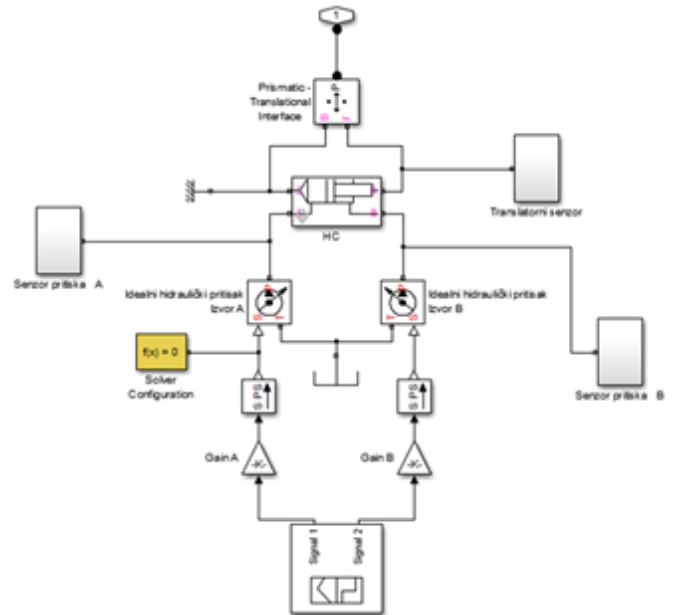 1
Prismatic -
Translational
Interface
P
B
F
Translatorni senzor
HC
Senzor pritiska A
Idealni hidraulički pritisak
Izvor A
Idealni hidraulički pritisak
Izvor B
P
S
T
P
T
S
f(x) = 0
Solver
Configuration
Senzor pritiska B
S PS
S PS
Gain A
-K-
Gain B
-K-
Signal 1
Signal 2